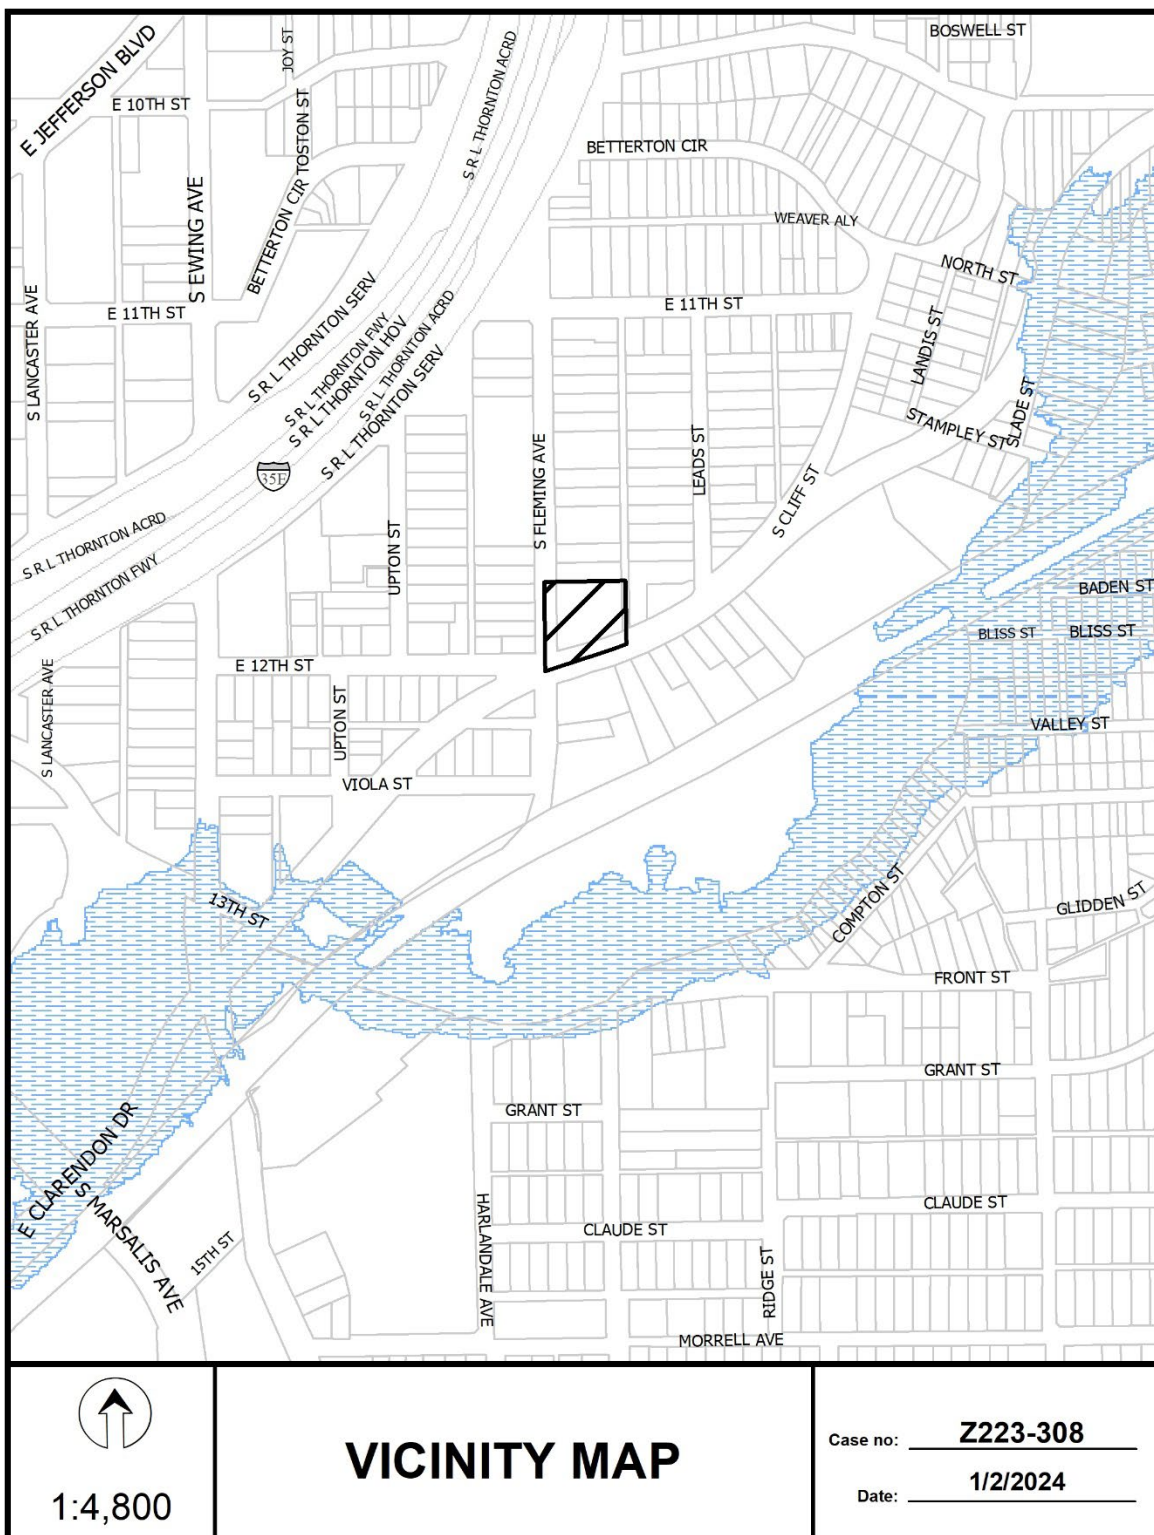 BOSWELL ST
E JEFFERSON BLVD
JOY ST
E 10TH ST
S R L THORNTON ACRD
BETTERTON CIR
TOSTON ST
BETTERTON CIR
WEAVER ALY
S EWING AVE
NORTH ST
S LANCASTER AVE
E 11TH ST
S R L THORNTON SERV
S R L THORNTON FWY
S R L THORNTON HOV
S R L THORNTON ACRD
S R L THORNTON SERV
E 11TH ST
LANDIS ST
SLADE ST
STAMPLEY ST
35E
S FLEMING AVE
LEADS ST
S CLIFF ST
S R L THORNTON ACRD
S R L THORNTON FWY
UPTON ST
BADEN ST
BLISS ST
BLISS ST
E 12TH ST
S LANCASTER AVE
UPTON ST
VALLEY ST
VIOLA ST
13TH ST
COMPTON ST
GLIDDEN ST
FRONT ST
GRANT ST
GRANT ST
E CLARENDON DR
S MARSALIS AVE
15TH ST
HARLANDALE AVE
CLAUDE ST
CLAUDE ST
RIDGE ST
MORRELL AVE
1:4,800
VICINITY MAP
Case no: Z223-308
Date: 1/2/2024